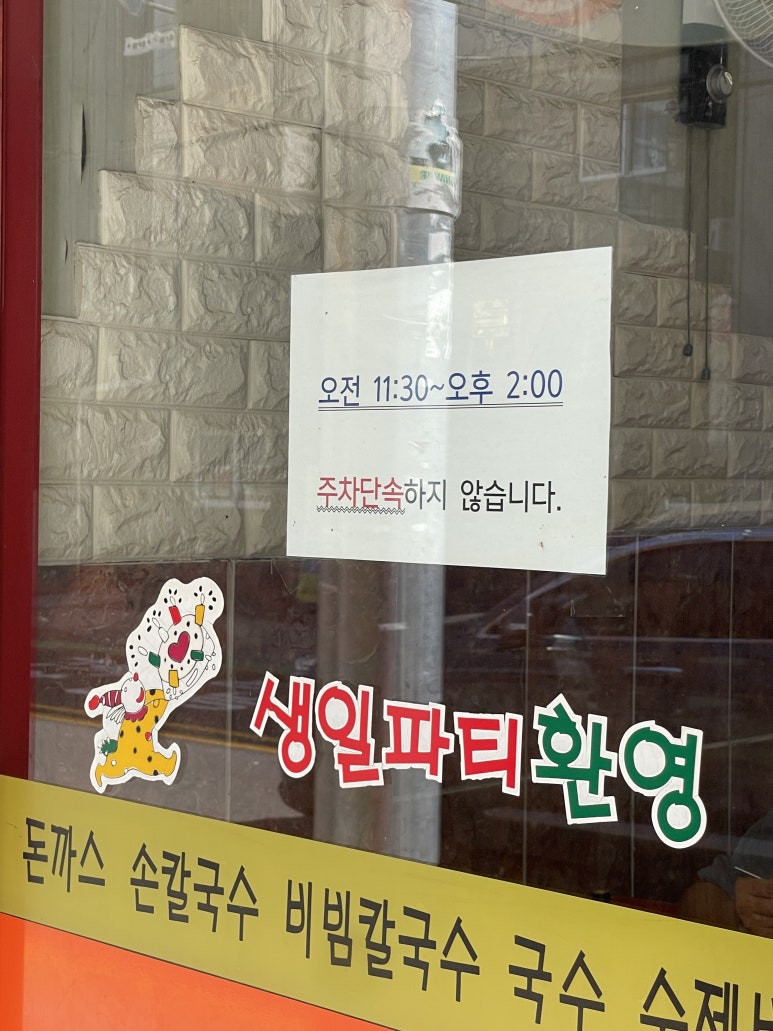 오전 11:30~오후 2:00
주차단속하지 않습니다.
생일파티환영
돈까스 손칼국수 비빔칼국수 국수